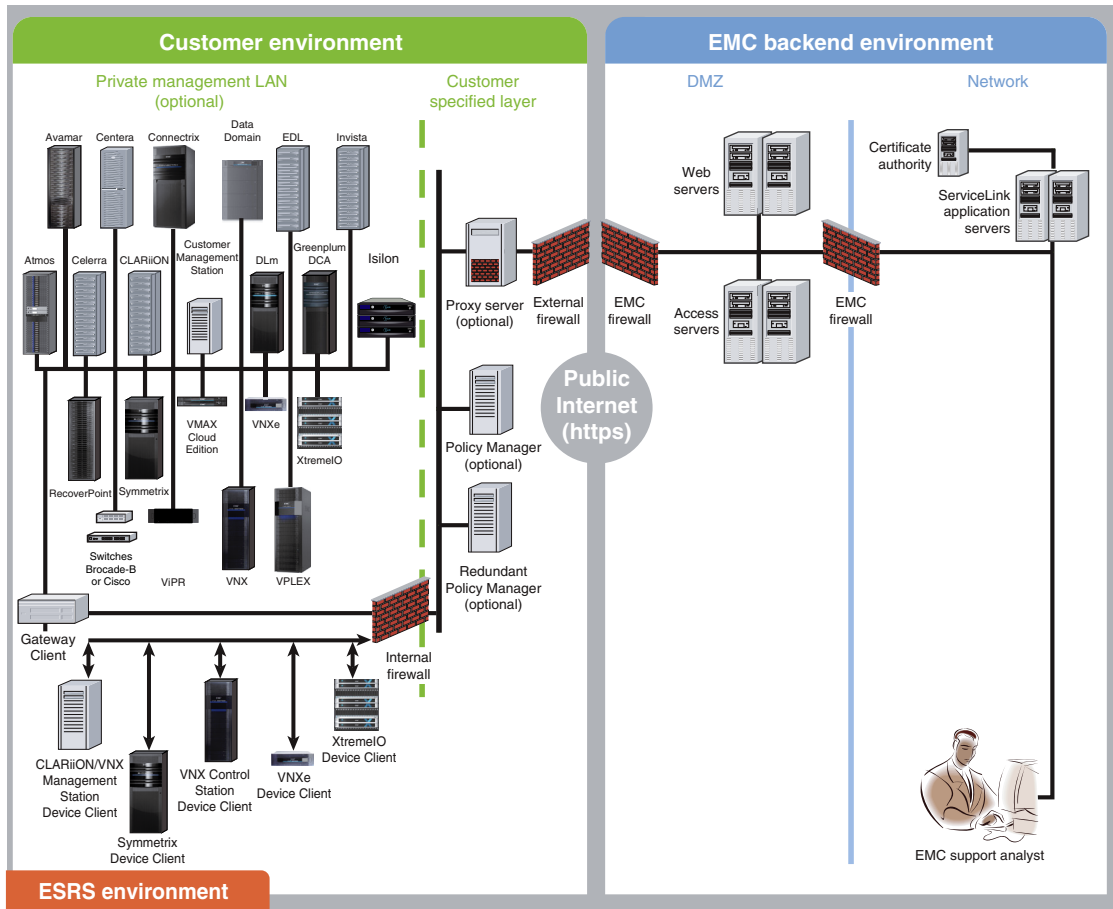 Customer environment
EMC backend environment
Private management LAN
(optional)
Customer
specified layer
DMZ
Network
Avamar
Centera
Connectrix
Data
Domain
EDL
Invista
Atmos
Celerra
CLARiiON
Customer
Management
Station
DLm
Greenplum
DCA
Isilon
Web
servers
Certificate
authority
ServiceLink
application
servers
Proxy server
(optional)
External
firewall
EMC
firewall
Access
servers
EMC
firewall
Public
Internet
(https)
RecoverPoint
Symmetrix
VMAX
Cloud
Edition
VNXe
XtremIO
Policy Manager
(optional)
Switches
Brocade-B
or Cisco
ViPR
VNX
VPLEX
Redundant
Policy Manager
(optional)
Gateway
Client
Internal
firewall
CLARiiON/VNX
Management
Station
Device Client
Symmetrix
Device Client
VNX Control
Station
Device Client
VNXe
Device Client
XtremeIO
Device Client
EMC support analyst
ESRS environment